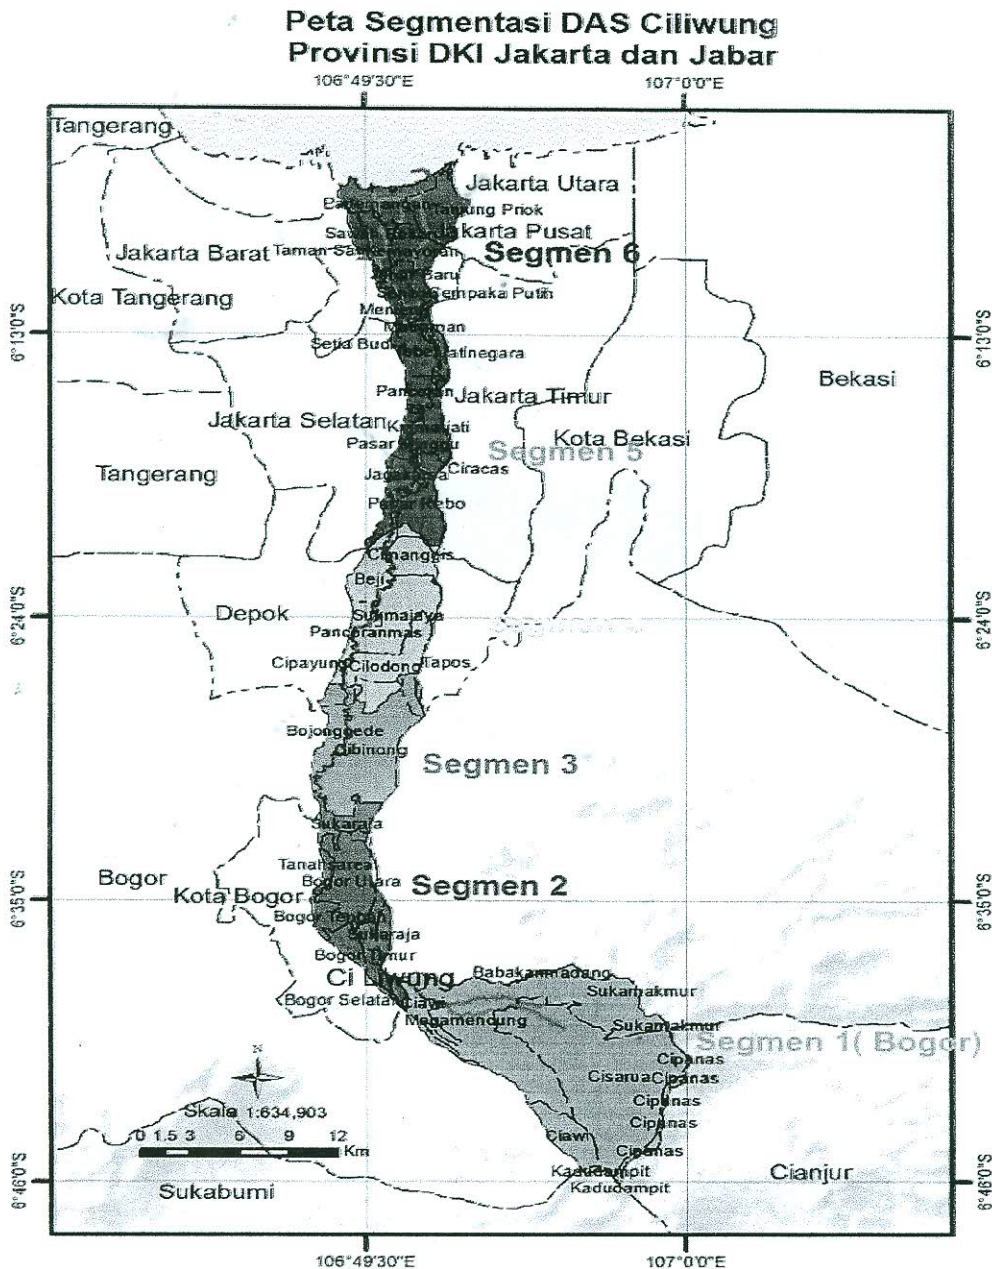 Peta Segmentasi DAS Ciliwung
Provinsi DKI Jakarta dan Jabar
106°49'30"E
107°0'0"E
Tangerang
Jakarta Utara
Tanjung Priok
Jakarta Pusat
Jakarta Barat
Taman
Segmen 6
Baru
Cempaka Putih
Kota Tangerang
6°13'0"S
6°13'0"S
Setia Budi
Jatinegara
Bekasi
Jakarta Timur
Jakarta Selatan
Kota Bekasi
Pasar
Segmen 5
Ciracas
Tangerang
Pasar Rebo
Cimanggis
Beji
Depok
Sukmajaya
6°24'0"S
6°24'0"S
Pancoranmas
Cipayung
Cilodong
Tapos
Bojonggede
Cibinong
Segmen 3
Sukaraja
Tanahsarea
Bogor
Bogor Utara
Segmen 2
Kota Bogor
6°35'0"S
6°35'0"S
Bogor Tengah
Sukaraja
Bogor Timur
Ci Liwung
Babakanmadang
Bogor Selatan
Ciawi
Sukamakmur
Megamendung
Sukamakmur
Segmen 1( Bogor)
Cipanas
Cisarua
Cipanas
Cipanas
Cipanas
Ciawi
Cipanas
N
Skala 1:634,903
0 1.5 3 6 9 12
Km
Kadudampit
Kadudampit
Cianjur
Sukabumi
6°46'0"S
6°46'0"S
106°49'30"E
107°0'0"E